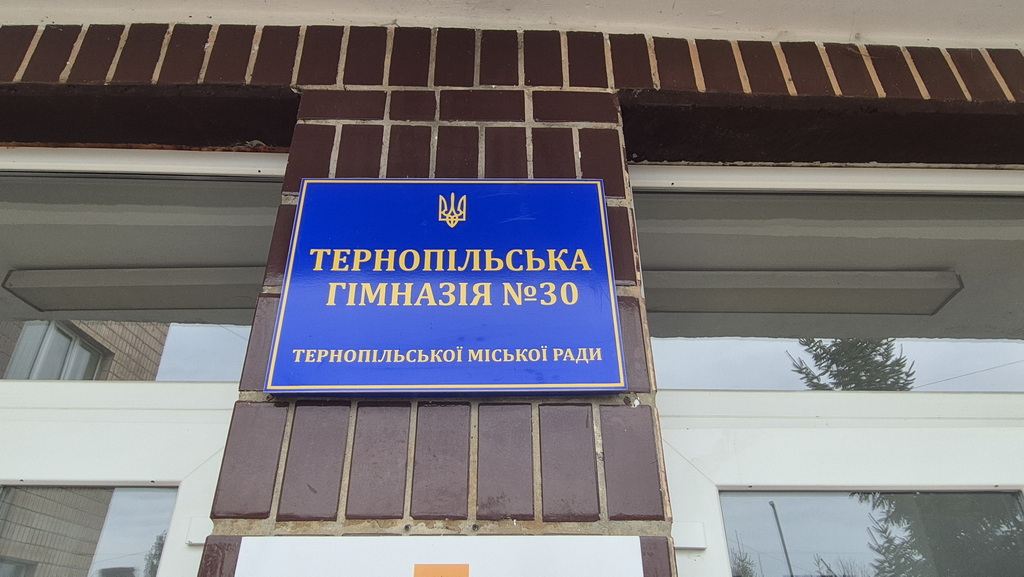 ТЕРНОПІЛЬСЬКА
ГІМНАЗІЯ №30
ТЕРНОПІЛЬСЬКОЇ МІСЬКОЇ РАДИ